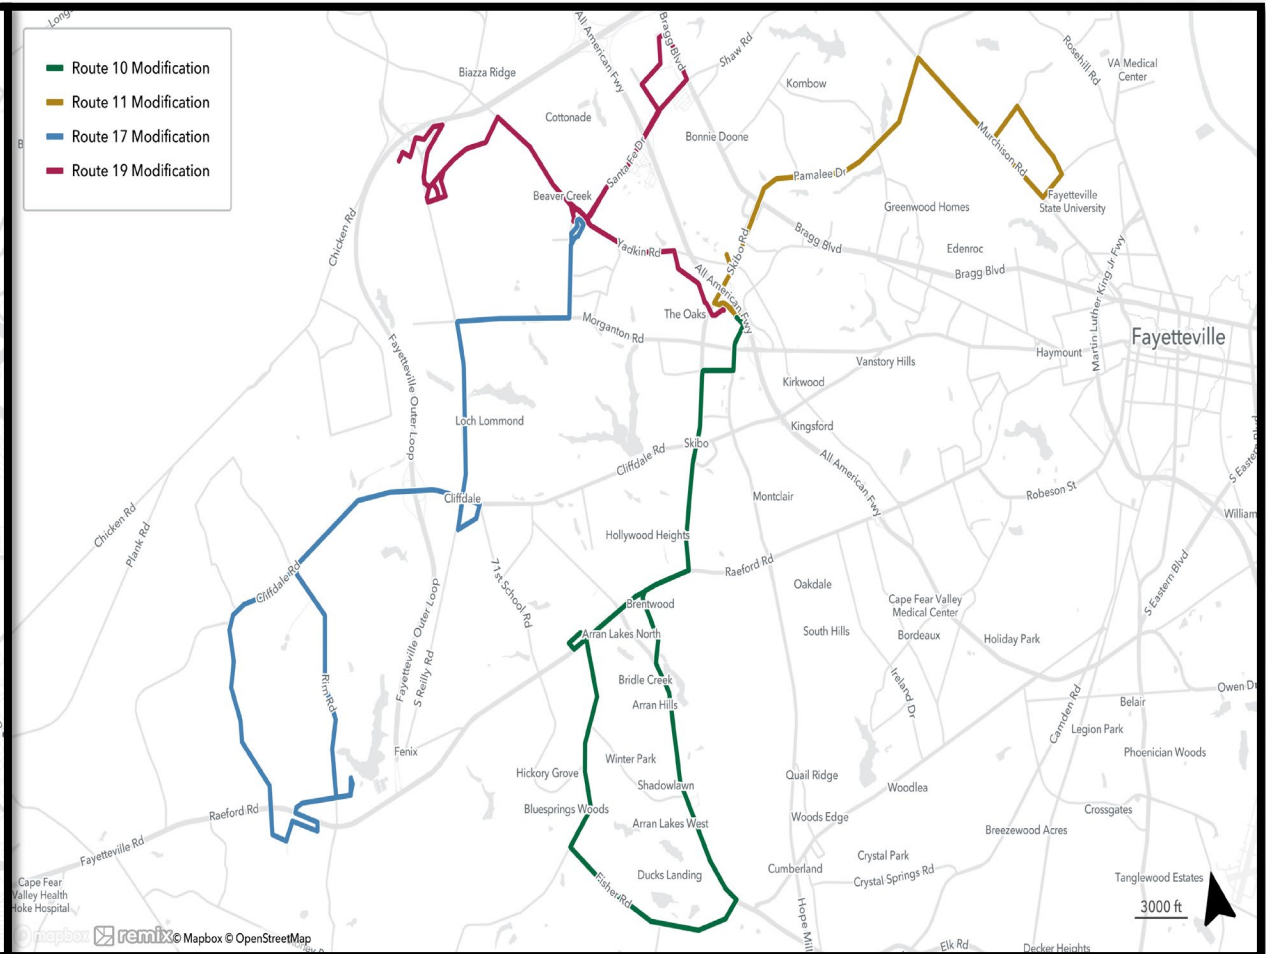 Route 10 Modification
Route 11 Modification
Route 17 Modification
Route 19 Modification
All American Fwy
Bragg Blvd
Shaw Rd
Rosehill Rd
VA Medical
Center
Biazza Ridge
Kornbow
Cottonade
Bonnie Doone
Murchison Rd
Santa Fe Dr
Pamalee Dr
Beaver Creek
Fayetteville
State University
Greenwood Homes
Chicken Rd
Yadkin Rd
Skibo Rd
Bragg Blvd
Edenroc
Bragg Blvd
Martin Luther King Jr Fwy
All American Fwy
The Oaks
Morganton Rd
Fayetteville
Haymount
Vanstory Hills
Fayetteville Outer Loop
Kirkwood
Loch Lommond
Kingsford
Skibo
Cliffdale Rd
All American Fwy
S Eastern Blvd
Cliffdale
Montclair
Robeson St
William
Chicken Rd
Plank Rd
Hollywood Heights
Raeford Rd
71st School Rd
Cliffdale Rd
Oakdale
S Eastern Blvd
Brentwood
Cape Fear Valley
Medical Center
Fayetteville Outer Loop
Arran Lakes North
South Hills
Bordeaux
Holiday Park
S Reilly Rd
Bridle Creek
Ireland Dr
Rim Rd
Owen Dr
Arran Hills
Camden Rd
Belair
Legion Park
Fenix
Phoenician Woods
Winter Park
Hickory Grove
Quail Ridge
Shadowlawn
Woodlea
Raeford Rd
Bluesprings Woods
Woods Edge
Crossgates
Arran Lakes West
Breezewood Acres
Fayetteville Rd
Crystal Park
Cumberland
Crystal Springs Rd
Ducks Landing
Tanglewood Estates
Cape Fear
Valley Health
Hoke Hospital
Fisher Rd
3000 ft
Hope Mill
mapbox remix © Mapbox © OpenStreetMap
Elk Rd
Decker Heights